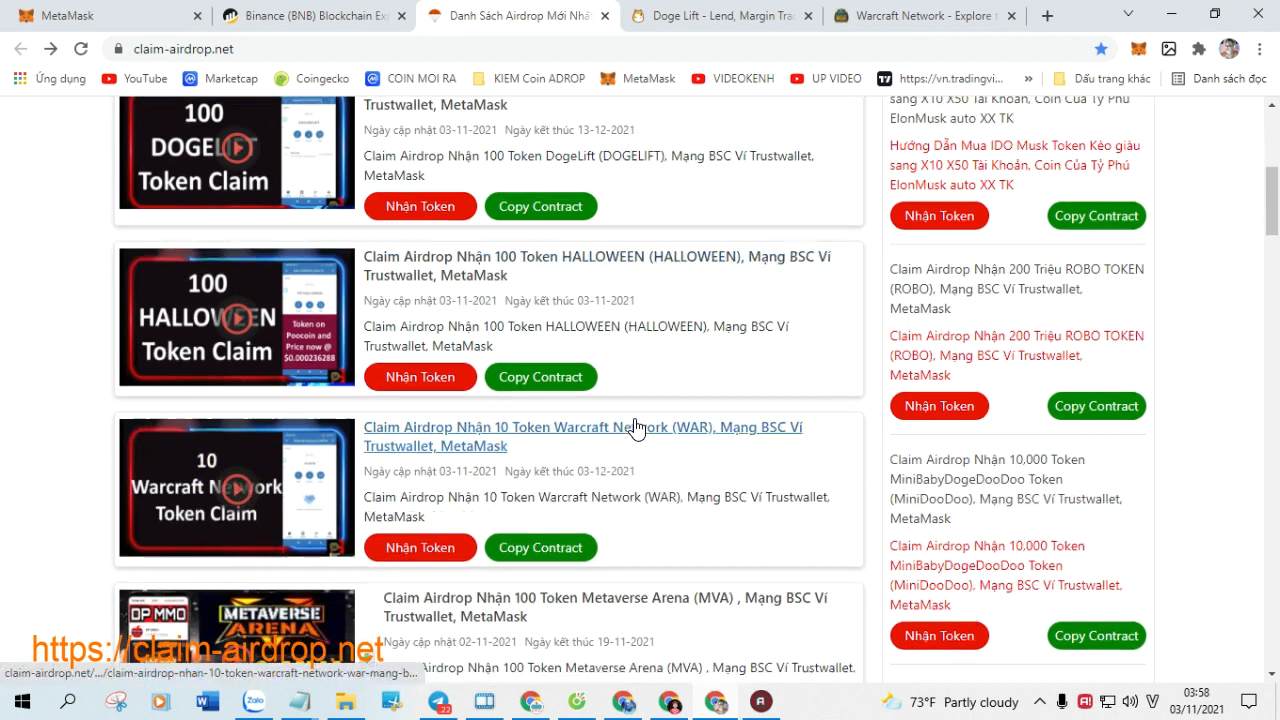 MetaMask
Binance (BNB) Blockchain Exp
Danh Sách Airdrop Mới Nhấ
Doge Lift - Lend, Margin Trad
Warcraft Network - Explore t
claim-airdrop.net
Ứng dụng
YouTube
Marketcap
Coingecko
COIN MOI RA
KIEM Coin ADROP
MetaMask
VIDEOKENH
UP VIDEO
https://vn.tradingvi...
»
Dấu trang khác
Danh sách đọc
100
DOGELIFT
Token Claim
Trustwallet, MetaMask
Ngày cập nhật 03-11-2021 Ngày kết thúc 13-12-2021
Claim Airdrop Nhận 100 Token DogeLift (DOGELIFT), Mạng BSC Ví Trustwallet,
MetaMask
Nhận Token
Copy Contract
100
HALLOWEEN
Token Claim
Token on
Poocoin and
Price now @
$0.000236288
Claim Airdrop Nhận 100 Token HALLOWEEN (HALLOWEEN), Mạng BSC Ví
Trustwallet, MetaMask
Ngày cập nhật 03-11-2021 Ngày kết thúc 03-11-2021
Claim Airdrop Nhận 100 Token HALLOWEEN (HALLOWEEN), Mạng BSC Ví
Trustwallet, MetaMask
Nhận Token
Copy Contract
10
Warcraft Network
Token Claim
Claim Airdrop Nhận 10 Token Warcraft Network (WAR), Mạng BSC Ví
Trustwallet, MetaMask
Ngày cập nhật 03-11-2021 Ngày kết thúc 03-12-2021
Claim Airdrop Nhận 10 Token Warcraft Network (WAR), Mạng BSC Ví Trustwallet,
MetaMask
Nhận Token
Copy Contract
OP MMO
METAVERSE
ARENA
Claim Airdrop Nhận 100 Token Metaverse Arena (MVA) , Mạng BSC Ví
Trustwallet, MetaMask
Ngày cập nhật 02-11-2021 Ngày kết thúc 19-11-2021
Airdrop Nhận 100 Token Metaverse Arena (MVA) , Mạng BSC Ví Trustwallet,
sang X10 X50 Tài Khoản, Coin Của Tỷ Phú
ElonMusk auto XX TK
Hướng Dẫn Mua IDO Musk Token Kèo giàu
sang X10 X50 Tài Khoản, Coin Của Tỷ Phú
ElonMusk auto XX TK
Nhận Token
Copy Contract
Claim Airdrop Nhận 200 Triệu ROBO TOKEN
(ROBO), Mạng BSC Ví Trustwallet,
MetaMask
Claim Airdrop Nhận 200 Triệu ROBO TOKEN
(ROBO), Mạng BSC Ví Trustwallet,
MetaMask
Nhận Token
Copy Contract
Claim Airdrop Nhận 10,000 Token
MiniBabyDogeDooDoo Token
(MiniDooDoo), Mạng BSC Ví Trustwallet,
MetaMask
Claim Airdrop Nhận 10,000 Token
MiniBabyDogeDooDoo Token
(MiniDooDoo), Mạng BSC Ví Trustwallet,
MetaMask
Nhận Token
Copy Contract
https://claim-airdrop.net
claim-airdrop.net/.../claim-airdrop-nhan-10-token-warcraft-network-war-mang-b...
Zalo
22
73°F Partly cloudy
03:58
03/11/2021